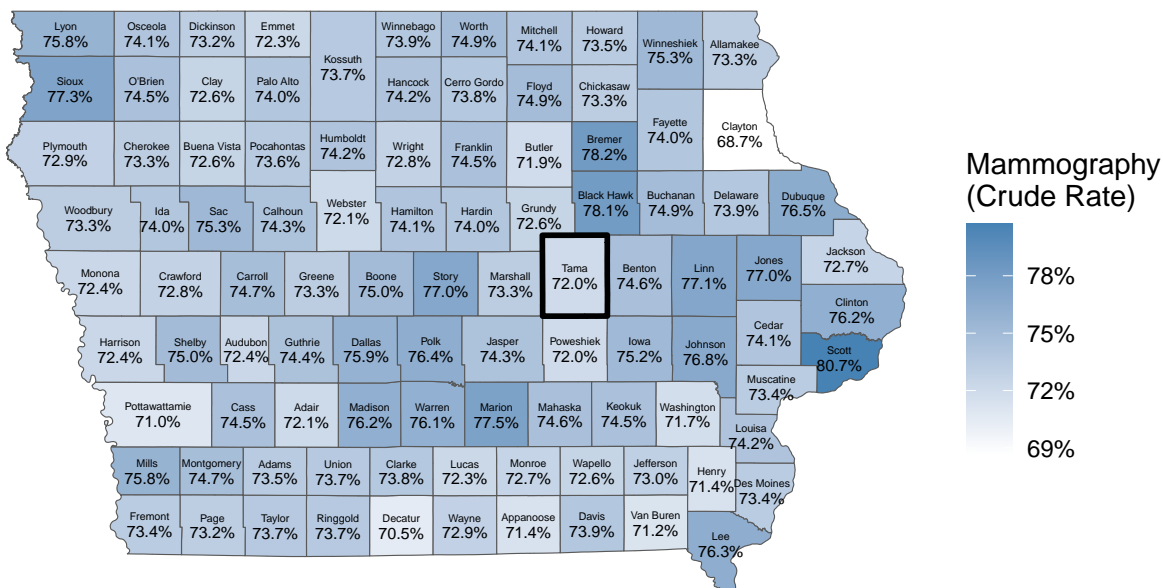 Lyon
75.8%
Osceola
74.1%
Dickinson
73.2%
Emmet
72.3%
Kossuth
73.7%
Winnebago
73.9%
Worth
74.9%
Mitchell
74.1%
Howard
73.5%
Winneshiek
75.3%
Allamakee
73.3%
Sioux
77.3%
O'Brien
74.5%
Clay
72.6%
Palo Alto
74.0%
Hancock
74.2%
Cerro Gordo
73.8%
Floyd
74.9%
Chickasaw
73.3%
Fayette
74.0%
Clayton
68.7%
Plymouth
72.9%
Cherokee
73.3%
Buena Vista
72.6%
Pocahontas
73.6%
Humboldt
74.2%
Wright
72.8%
Franklin
74.5%
Butler
71.9%
Bremer
78.2%
Woodbury
73.3%
Ida
74.0%
Sac
75.3%
Calhoun
74.3%
Webster
72.1%
Hamilton
74.1%
Hardin
74.0%
Grundy
72.6%
Black Hawk
78.1%
Buchanan
74.9%
Delaware
73.9%
Dubuque
76.5%
Monona
72.4%
Crawford
72.8%
Carroll
74.7%
Greene
73.3%
Boone
75.0%
Story
77.0%
Marshall
73.3%
Tama
72.0%
Benton
74.6%
Linn
77.1%
Jones
77.0%
Jackson
72.7%
Clinton
76.2%
Harrison
72.4%
Shelby
75.0%
Audubon
72.4%
Guthrie
74.4%
Dallas
75.9%
Polk
76.4%
Jasper
74.3%
Poweshiek
72.0%
Iowa
75.2%
Johnson
76.8%
Cedar
74.1%
Scott
80.7%
Muscatine
73.4%
Pottawattamie
71.0%
Cass
74.5%
Adair
72.1%
Madison
76.2%
Warren
76.1%
Marion
77.5%
Mahaska
74.6%
Keokuk
74.5%
Washington
71.7%
Louisa
74.2%
Mills
75.8%
Montgomery
74.7%
Adams
73.5%
Union
73.7%
Clarke
73.8%
Lucas
72.3%
Monroe
72.7%
Wapello
72.6%
Jefferson
73.0%
Henry
71.4%
Des Moines
73.4%
Fremont
73.4%
Page
73.2%
Taylor
73.7%
Ringgold
73.7%
Decatur
70.5%
Wayne
72.9%
Appanoose
71.4%
Davis
73.9%
Van Buren
71.2%
Lee
76.3%
Mammography
(Crude Rate)
78%
75%
72%
69%